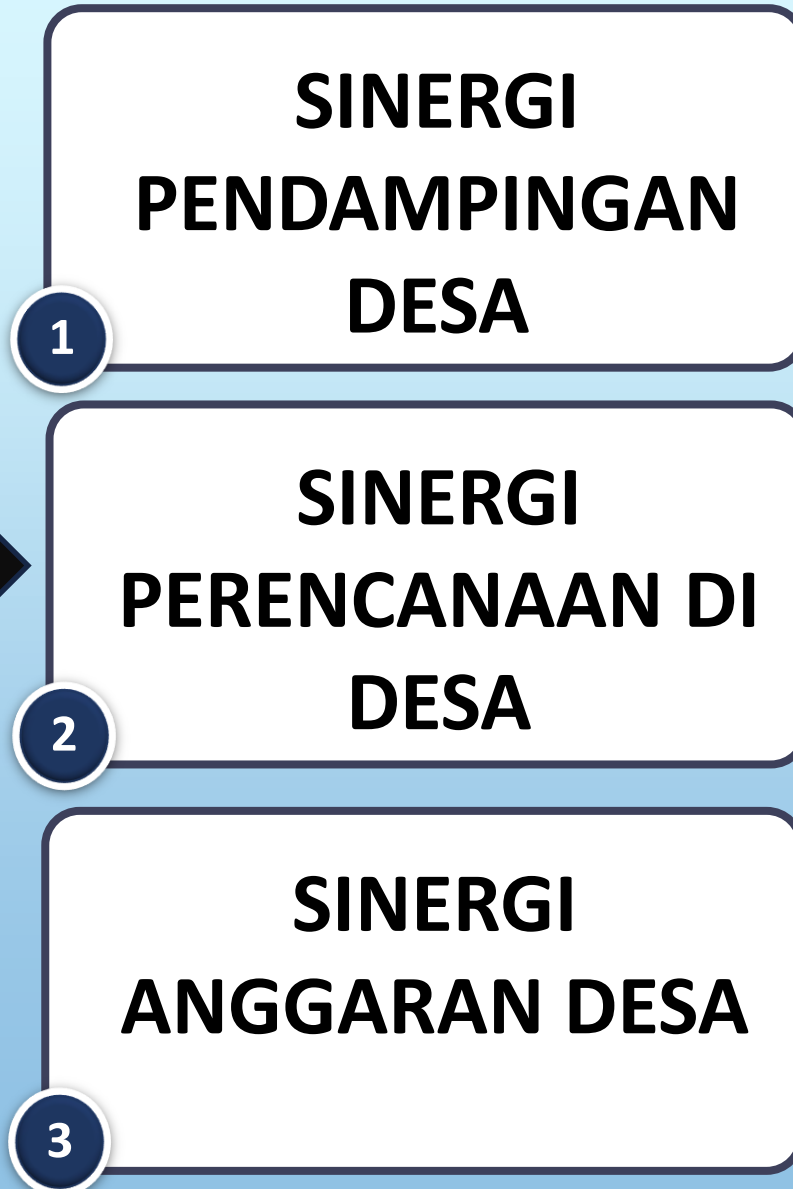 SINERGI
PENDAMPINGAN
DESA
1
SINERGI
PERENCANAAN DI
DESA
2
SINERGI
ANGGARAN DESA
3